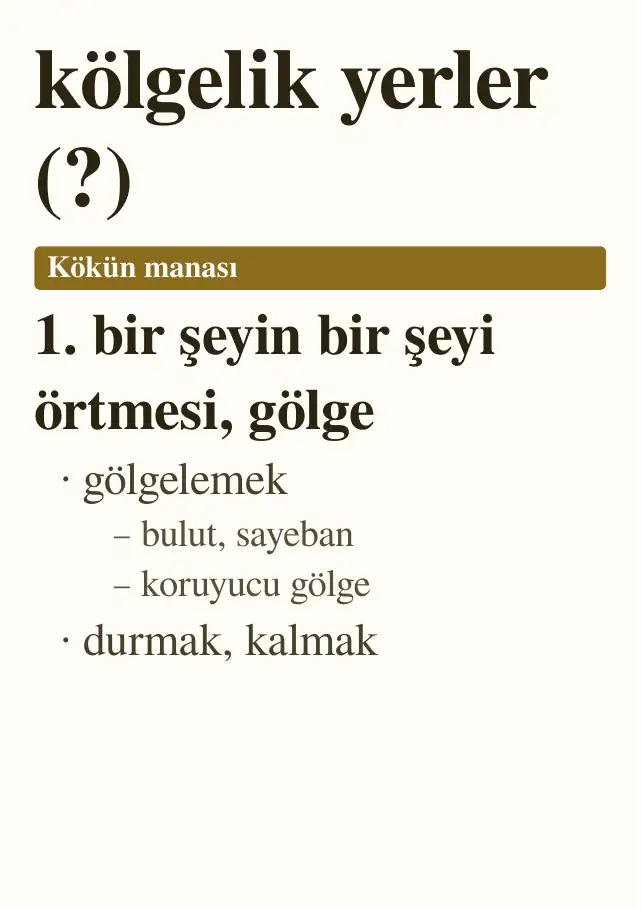 kölgelik yerler
(?)
Kökün manası
1. bir şeyin bir şeyi
örtmesi, gölge
· gölgelemek
– bulut, sayeban
– koruyucu gölge
· durmak, kalmak